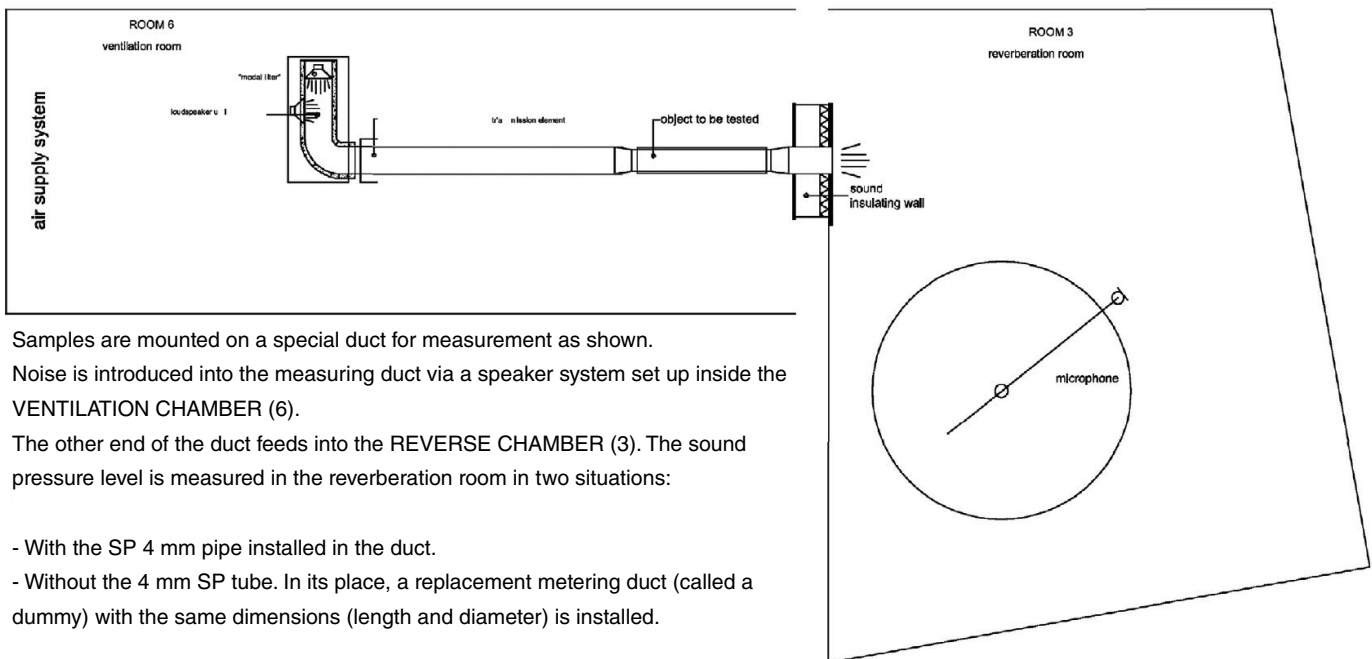 ROOM 6
ventilation room
"modal filter"
loudspeaker u
air supply system
mission element
object to be tested
sound
insulating wall
ROOM 3
reverberation room
microphone
Samples are mounted on a special duct for measurement as shown.
Noise is introduced into the measuring duct via a speaker system set up inside the
VENTILATION CHAMBER (6).
The other end of the duct feeds into the REVERSE CHAMBER (3). The sound
pressure level is measured in the reverberation room in two situations:
- With the SP 4 mm pipe installed in the duct.
- Without the 4 mm SP tube. In its place, a replacement metering duct (called a
dummy) with the same dimensions (length and diameter) is installed.